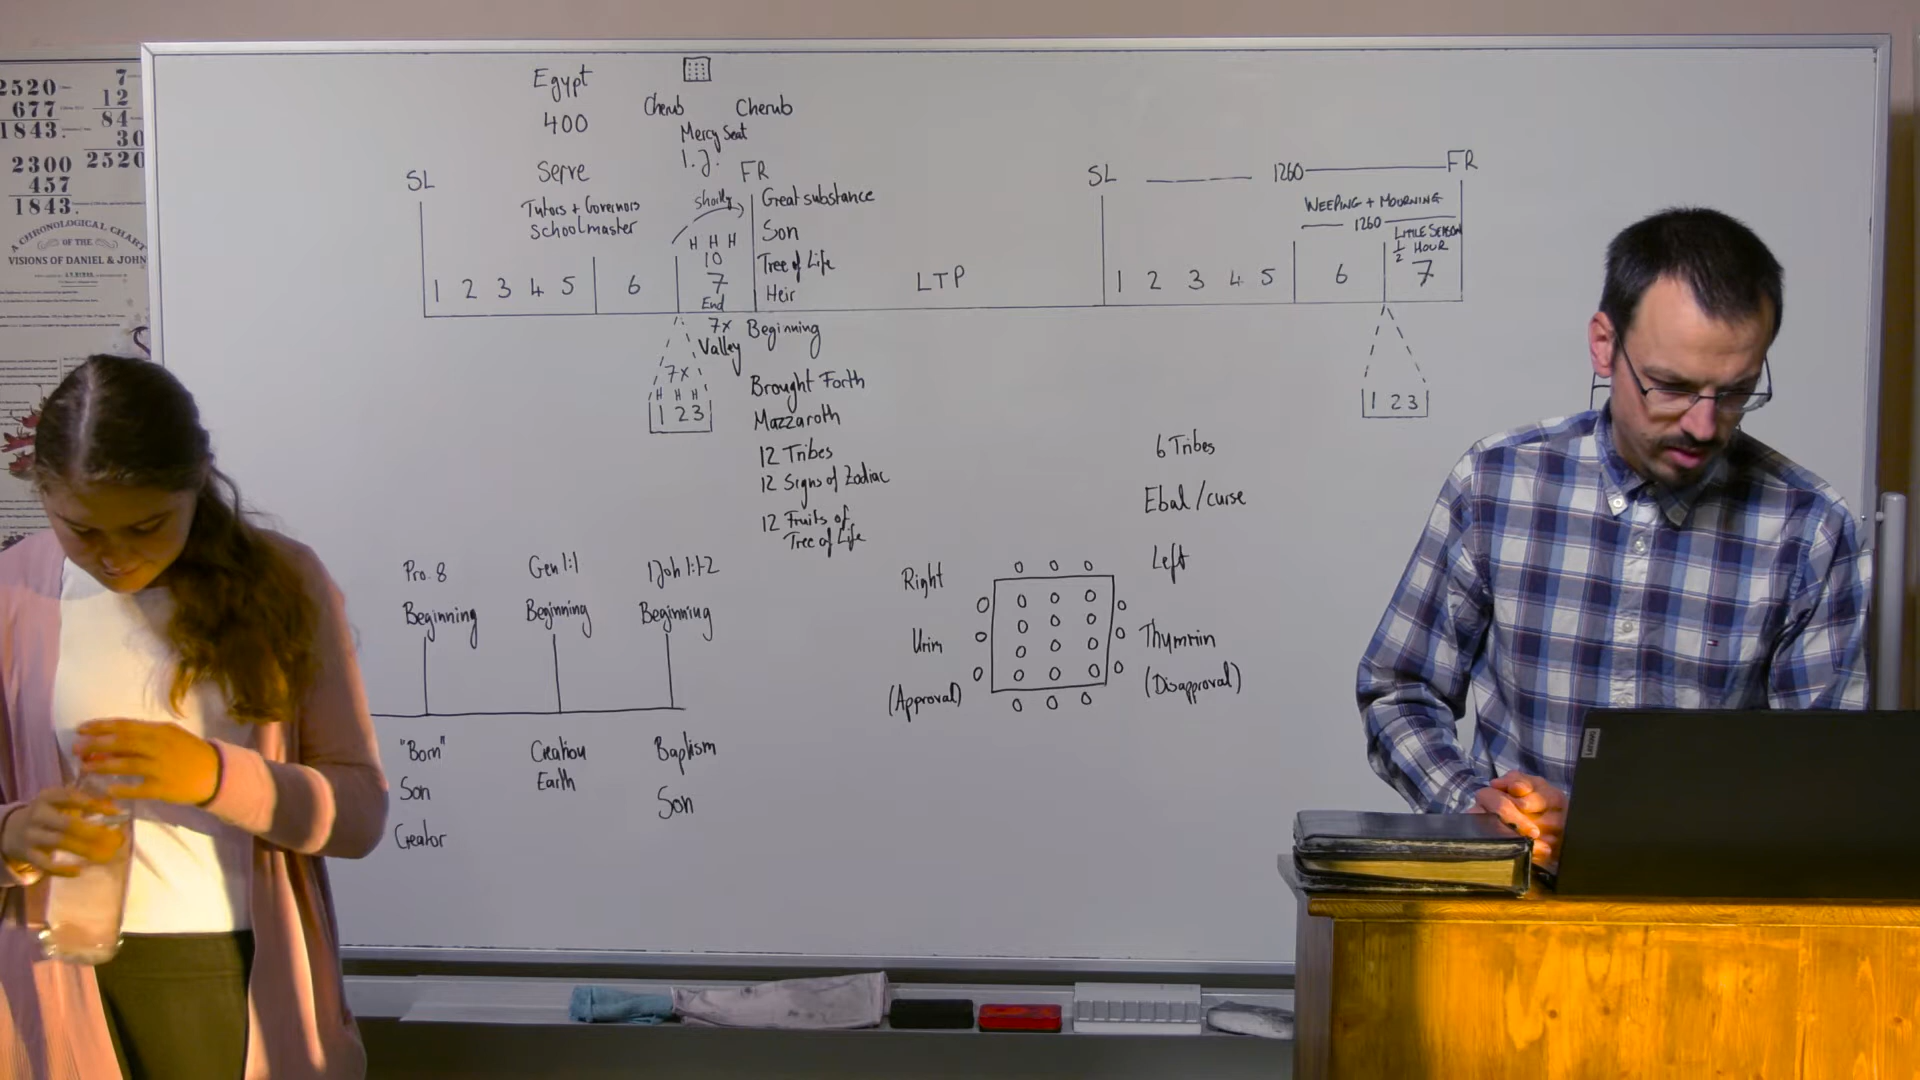 2520
677
1843.
2300
457
1843.
7
12
84
30
2520
A CHRONOLOGICAL CHART
OF THE
VISIONS OF DANIEL & JOHN
Egypt
400
Serve
Tutors + Governors
Schoolmaster
Cherub Cherub
Mercy Seat
I.J.
SL
FR
shortly
Great substance
Son
Tree of Life
Heir
H H H
10
1 2 3 4 5 6 7
End
7x Beginning
Valley
7x
H H H
1 2 3
Brought Forth
Mazzaroth
12 Tribes
12 Signs of Zodiac
12 Fruits of
Tree of Life
LTP
SL 1260 FR
WEEPING + MOURNING
1260
LITTLE SEASON
1/2 HOUR
1 2 3 4 5 6 7
1 2 3
Pro. 8 Gen 1:1 1Joh 1:1-2
Beginning Beginning Beginning
"Born" Creation Baptism
Son Earth Son
Creator
6 Tribes
Ebal/curse
Right Left
Urim Thummin
(Approval) (Disapproval)
O O O
O O O O O
O O O O O
O O O
O O O O O
O O O
Lenovo